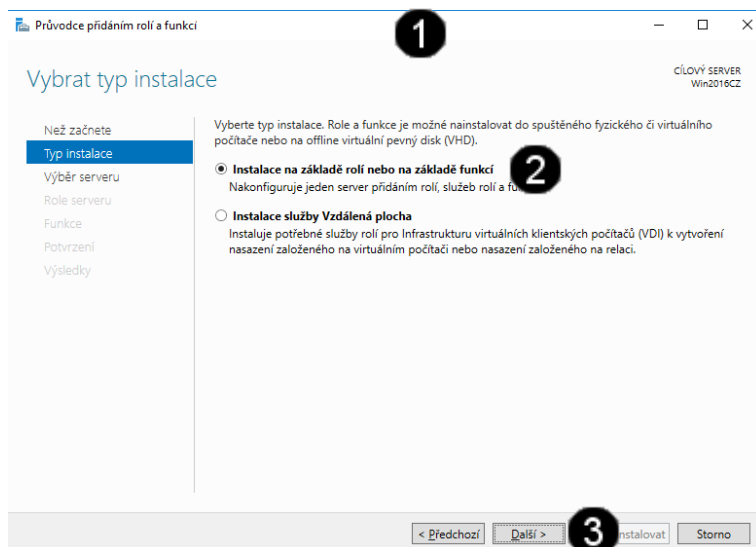 Průvodce přidáním rolí a funkcí
1
Vybrat typ instalace
CÍLOVÝ SERVER
Win2016CZ
Než začnete
Typ instalace
Výběr serveru
Role serveru
Funkce
Potvrzení
Výsledky
Vyberte typ instalace. Role a funkce je možné nainstalovat do spuštěného fyzického či virtuálního
počítače nebo na offline virtuální pevný disk (VHD).
Instalace na základě rolí nebo na základě funkcí
2
Nakonfiguruje jeden server přidáním rolí, služeb rolí a
Instalace služby Vzdálená plocha
Instaluje potřebné služby rolí pro Infrastrukturu virtuálních klientských počítačů (VDI) k vytvoření
nasazení založeného na virtuálním počítači nebo nasazení založeného na relaci.
< Předchozí
Další >
3
nstalovat
Storno